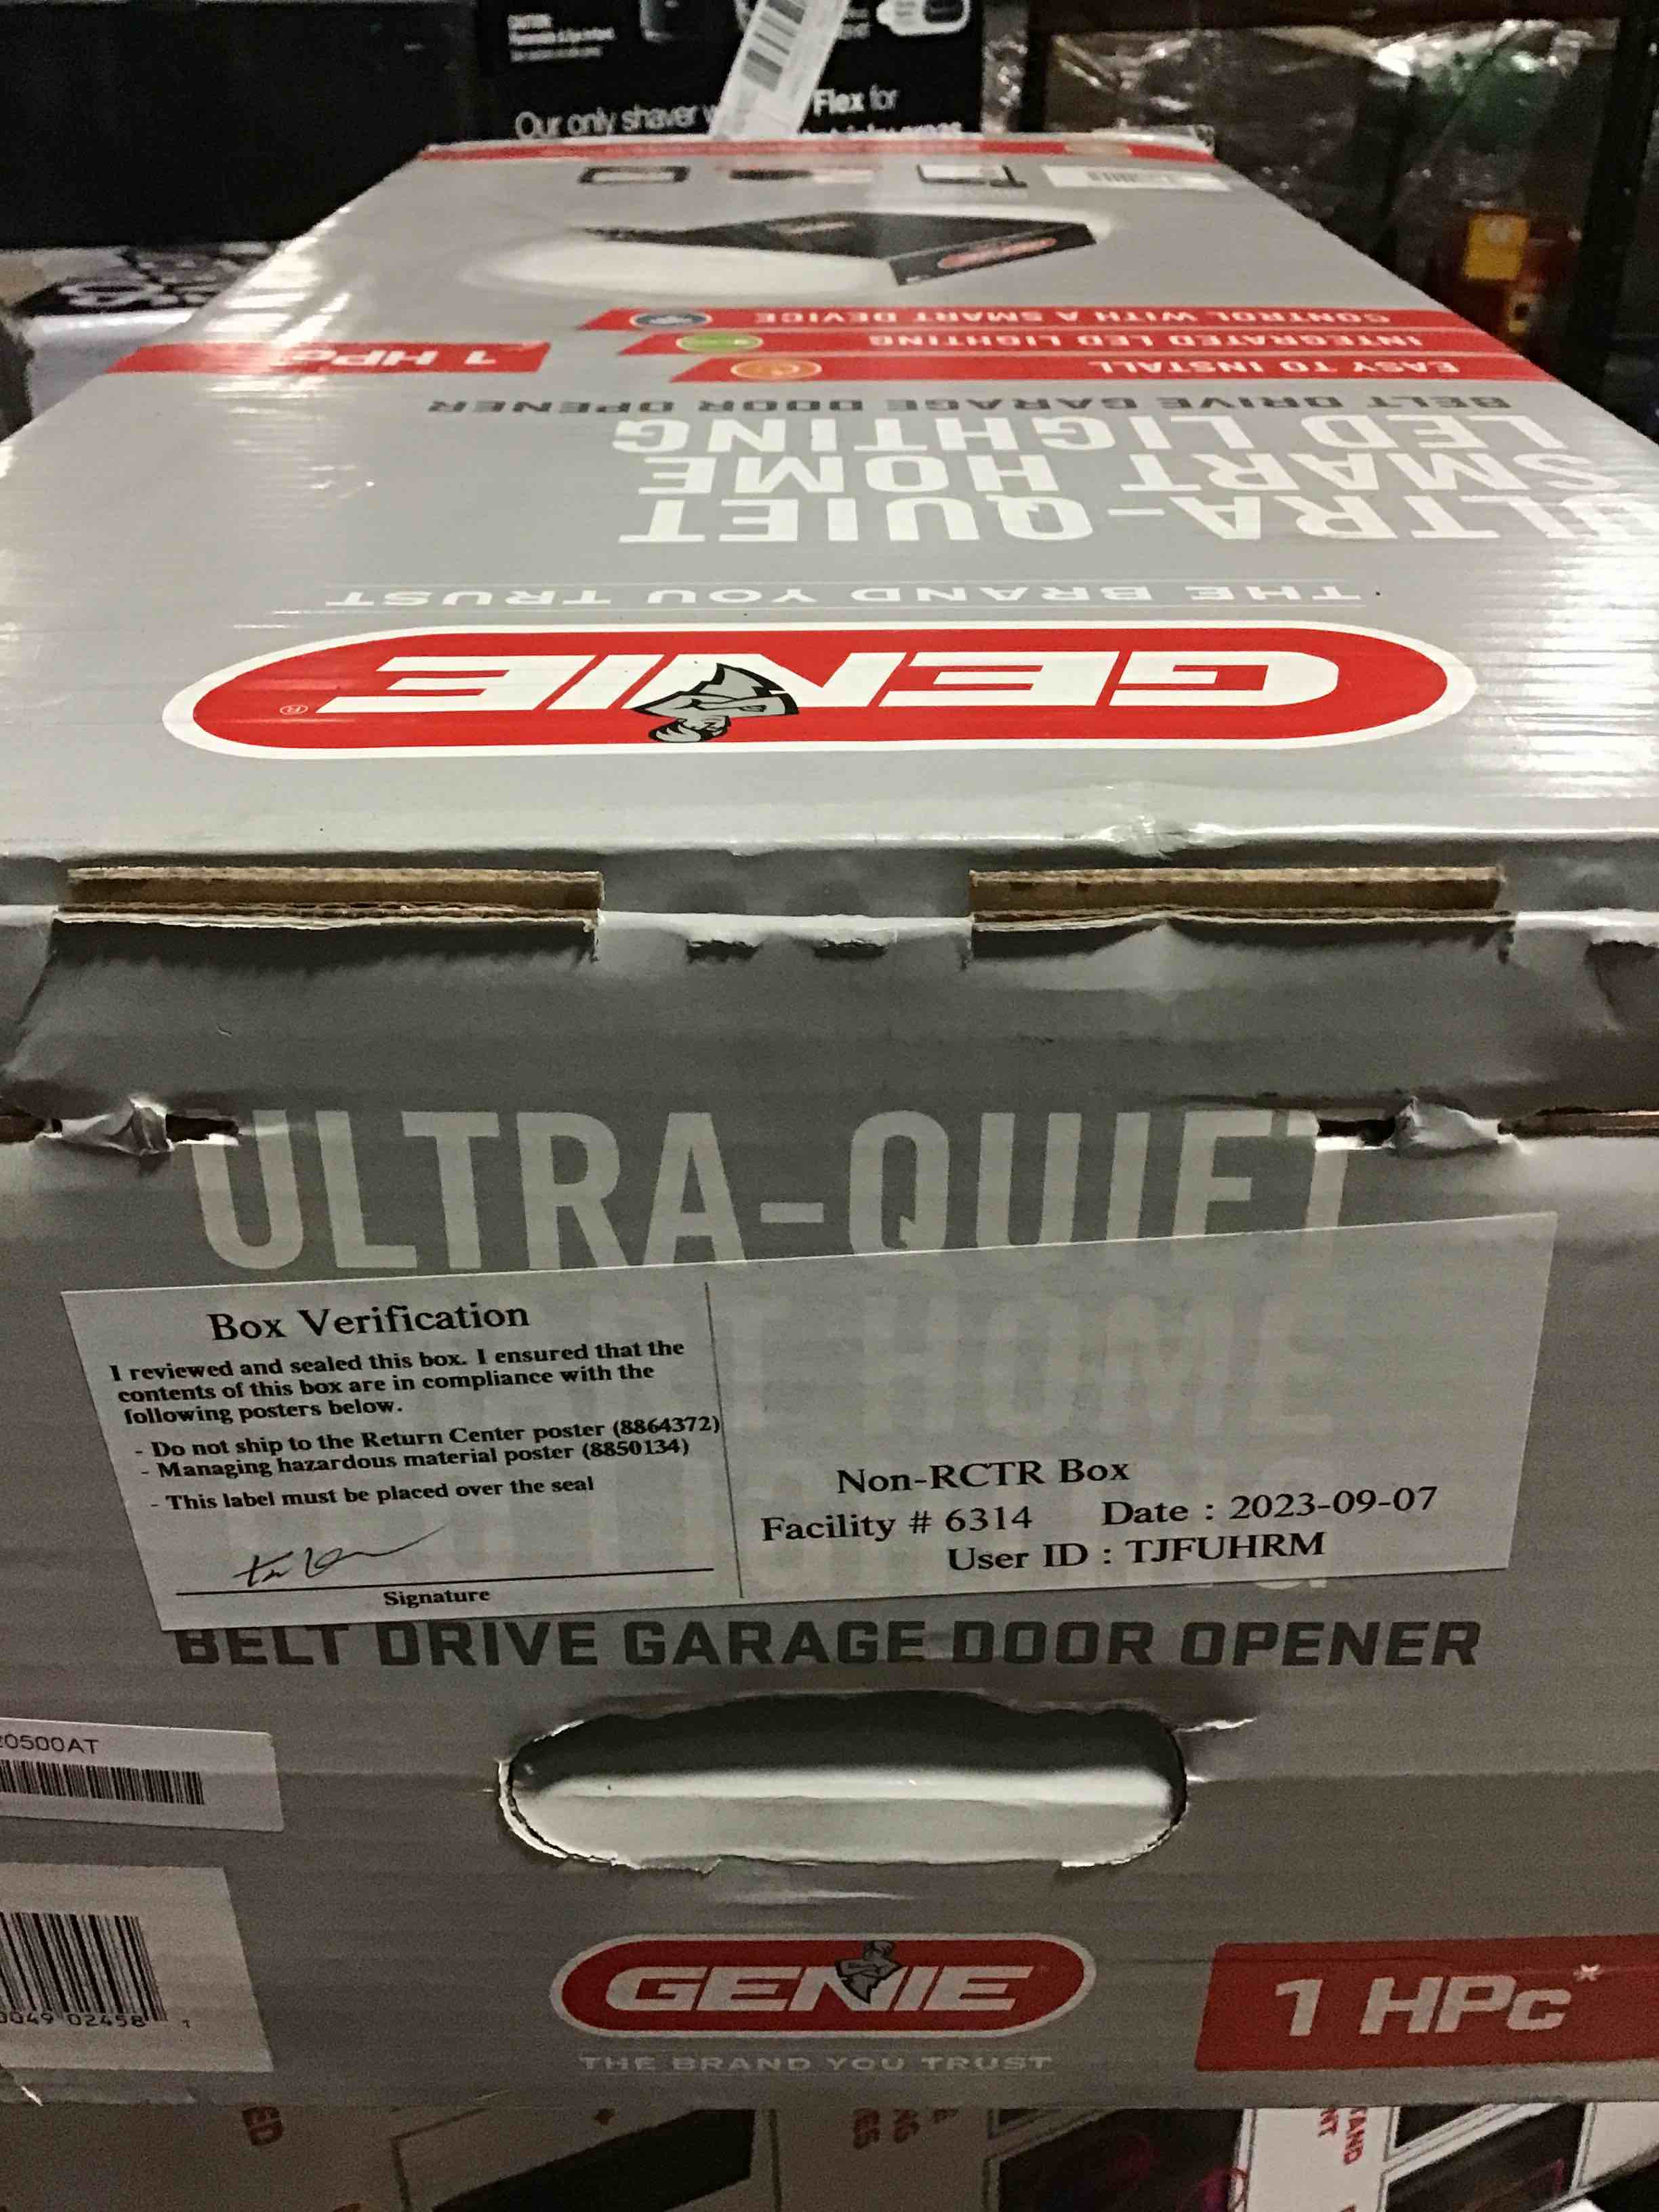 Our only shaver
Flex for
CONTROL WITH A SMART DEVICE
INTEGRATED LED LIGHTING
EASY TO INSTALL
1 HPc
BELT DRIVE GARAGE DOOR OPENER
LED LIGHTING
SMART HOME
ULTRA-QUIET
THE BRAND YOU TRUST
GENIE®
ULTRA-QUIET
Box Verification
I reviewed and sealed this box. I ensured that the
contents of this box are in compliance with the
following posters below.
- Do not ship to the Return Center poster (8864372)
- Managing hazardous material poster (8850134)
- This label must be placed over the seal
Signature
HOME
Non-RCTR Box
Facility # 6314 Date : 2023-09-07
User ID : TJFUHRM
BELT DRIVE GARAGE DOOR OPENER
0500AT
02458 1
GENIE
THE BRAND YOU TRUST
1 HPc*